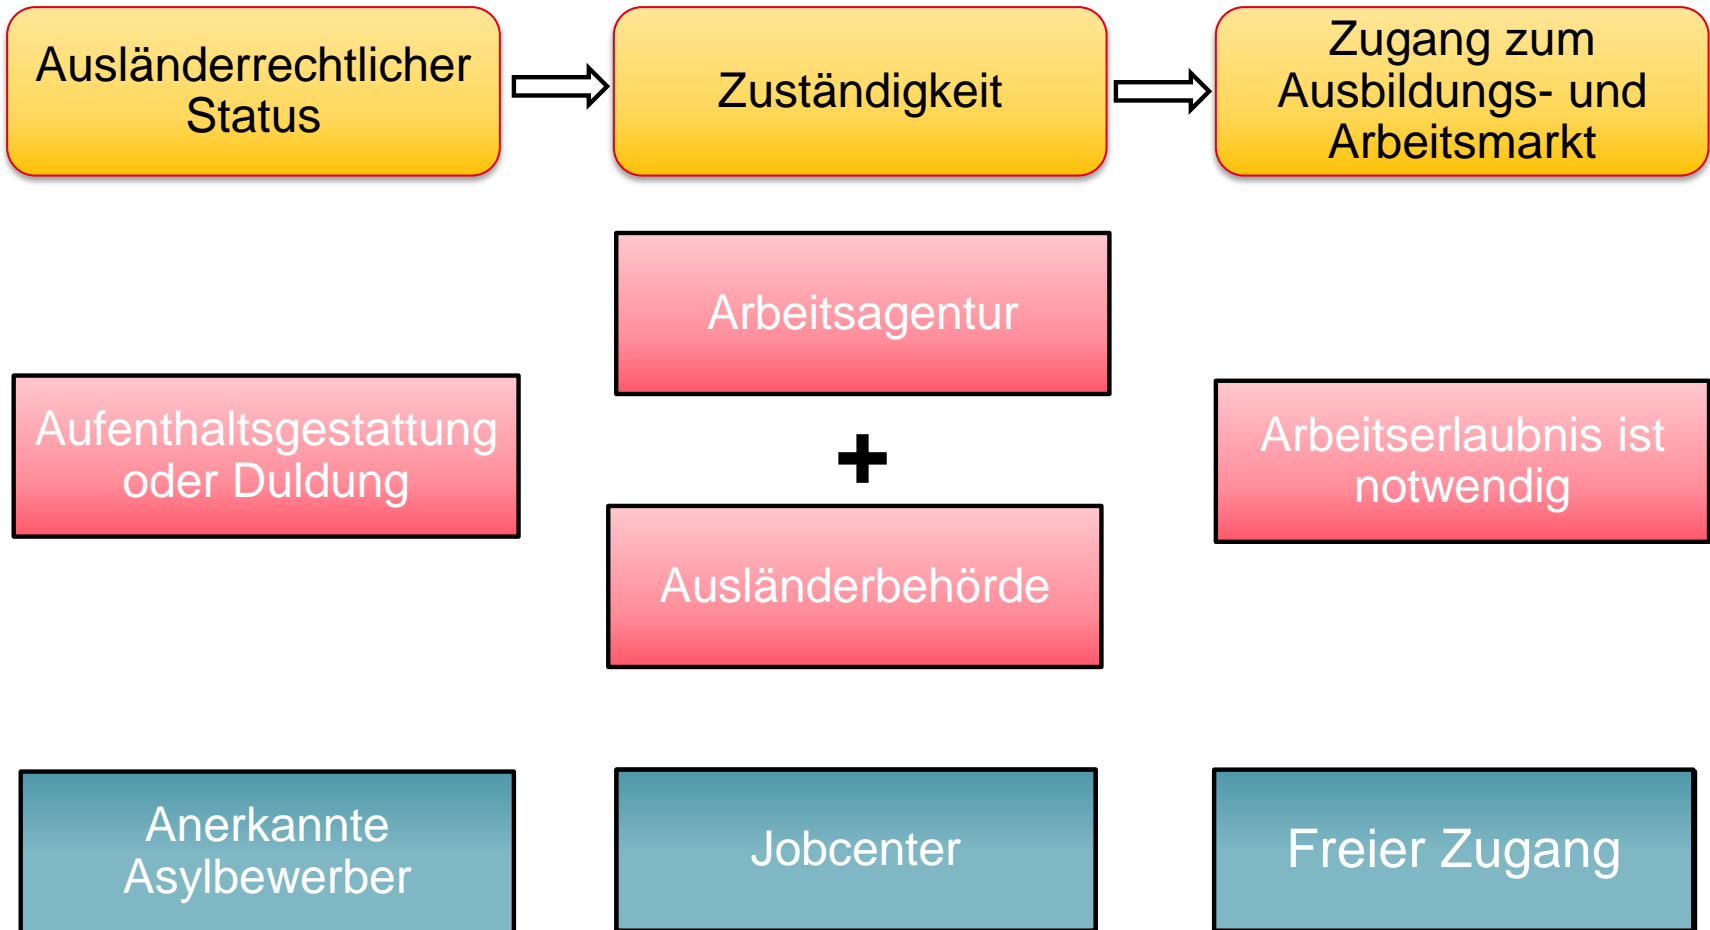 Ausländerrechtlicher
Status
Zuständigkeit
Zugang zum
Ausbildungs- und
Arbeitsmarkt
Arbeitsagentur
Aufenthaltsgestattung
oder Duldung
+
Arbeitserlaubnis ist
notwendig
Ausländerbehörde
Anerkannte
Asylbewerber
Jobcenter
Freier Zugang